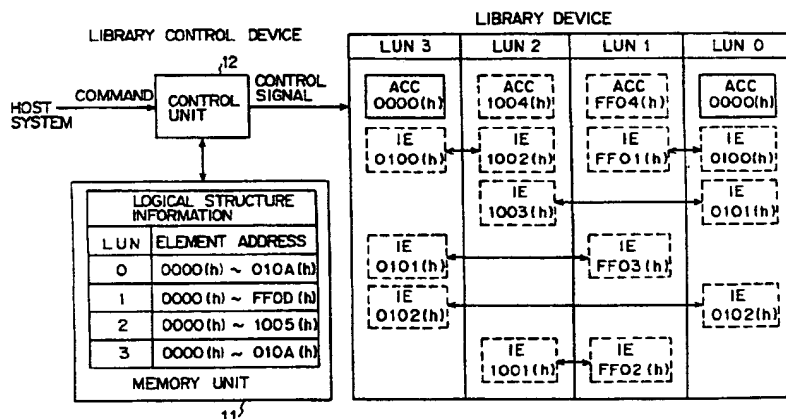 LIBRARY DEVICE
LIBRARY CONTROL DEVICE
LUN 3 LUN 2 LUN 1 LUN 0
12
COMMAND
CONTROL SIGNAL
HOST SYSTEM
CONTROL UNIT
ACC 0000(h)
ACC 1004(h)
ACC FF04(h)
ACC 0000(h)
IE 0100(h)
IE 1002(h)
IE FF01(h)
IE 0100(h)
IE 1003(h)
IE 0101(h)
IE 0101(h)
IE FF03(h)
IE 0102(h)
IE 0102(h)
IE 1001(h)
IE FF02(h)
LOGICAL STRUCTURE
INFORMATION
LUN ELEMENT ADDRESS
0 0000(h) ~ 010A(h)
1 0000(h) ~ FF0D(h)
2 0000(h) ~ 1005(h)
3 0000(h) ~ 010A(h)
MEMORY UNIT
11